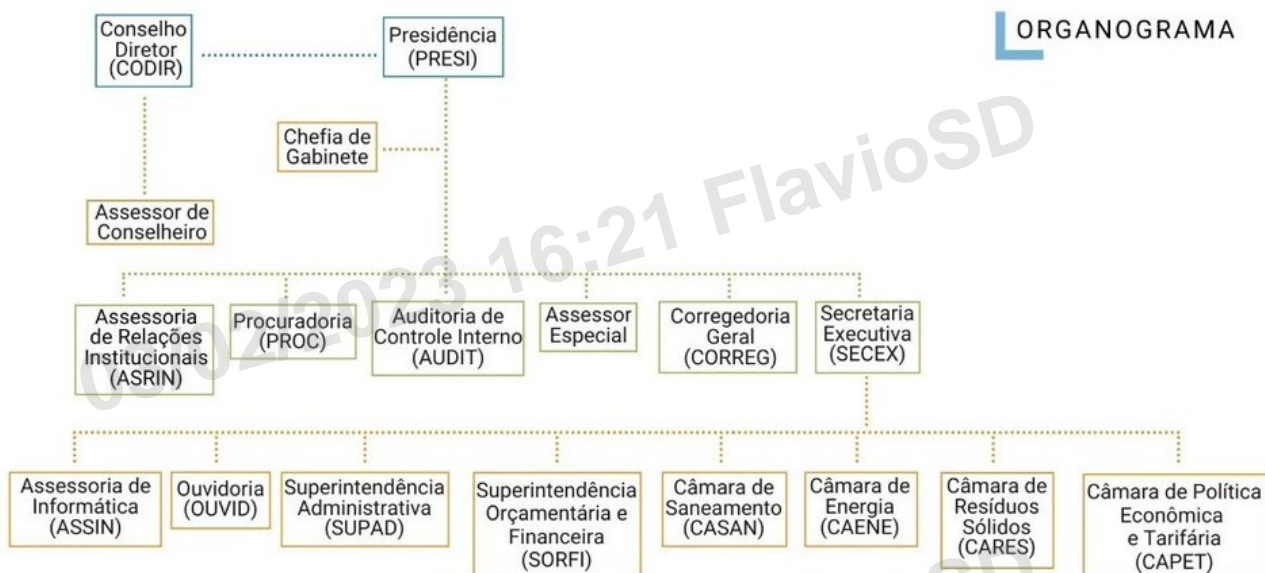 ORGANOGRAMA
Conselho
Diretor
(CODIR)
Presidência
(PRESI)
Chefia de
Gabinete
Assessor de
Conselheiro
Assessoria
de Relações
Institucionais
(ASRIN)
Procuradoria
(PROC)
Auditoria de
Controle Interno
(AUDIT)
Assessor
Especial
Corregedoria
Geral
(CORREG)
Secretaria
Executiva
(SECEX)
Assessoria de
Informática
(ASSIN)
Ouvidoria
(OUVID)
Superintendência
Administrativa
(SUPAD)
Superintendência
Orçamentária e
Financeira
(SORFI)
Câmara de
Saneamento
(CASAN)
Câmara de
Energia
(CAENE)
Câmara de
Resíduos
Sólidos
(CARES)
Câmara de Política
Econômica
e Tarifária
(CAPET)
/02/2023 16:21 FlavioSD